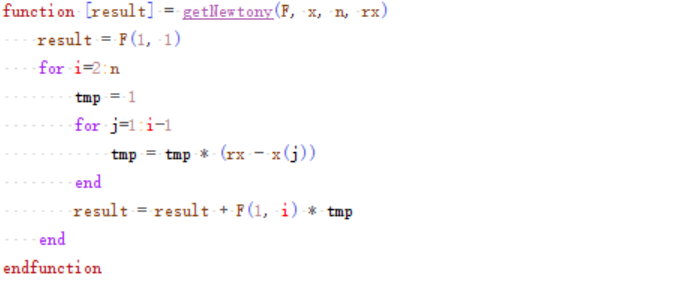 function [result] = getNewtony(F, x, n, rx)
    result = F(1, 1)
    for i=2:n
        tmp = 1
        for j=1:i-1
            tmp = tmp * (rx - x(j))
        end
        result = result + F(1, i) * tmp
    end
endfunction